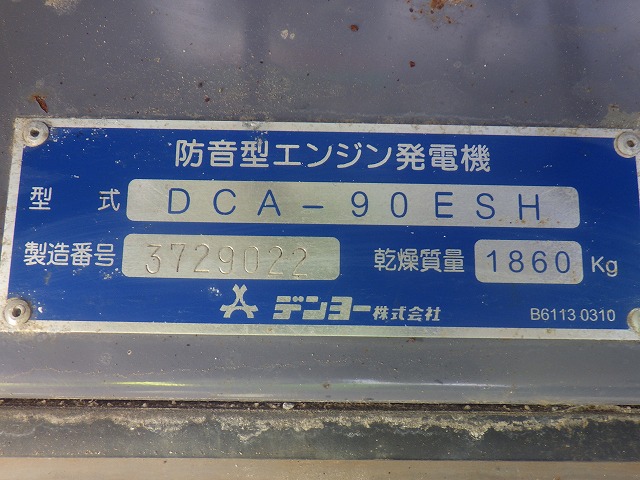 防音型エンジン発電機
型式 DCA-90ESH
製造番号 3729022 乾燥質量 1860 Kg
デンヨー株式会社 B6113 0310